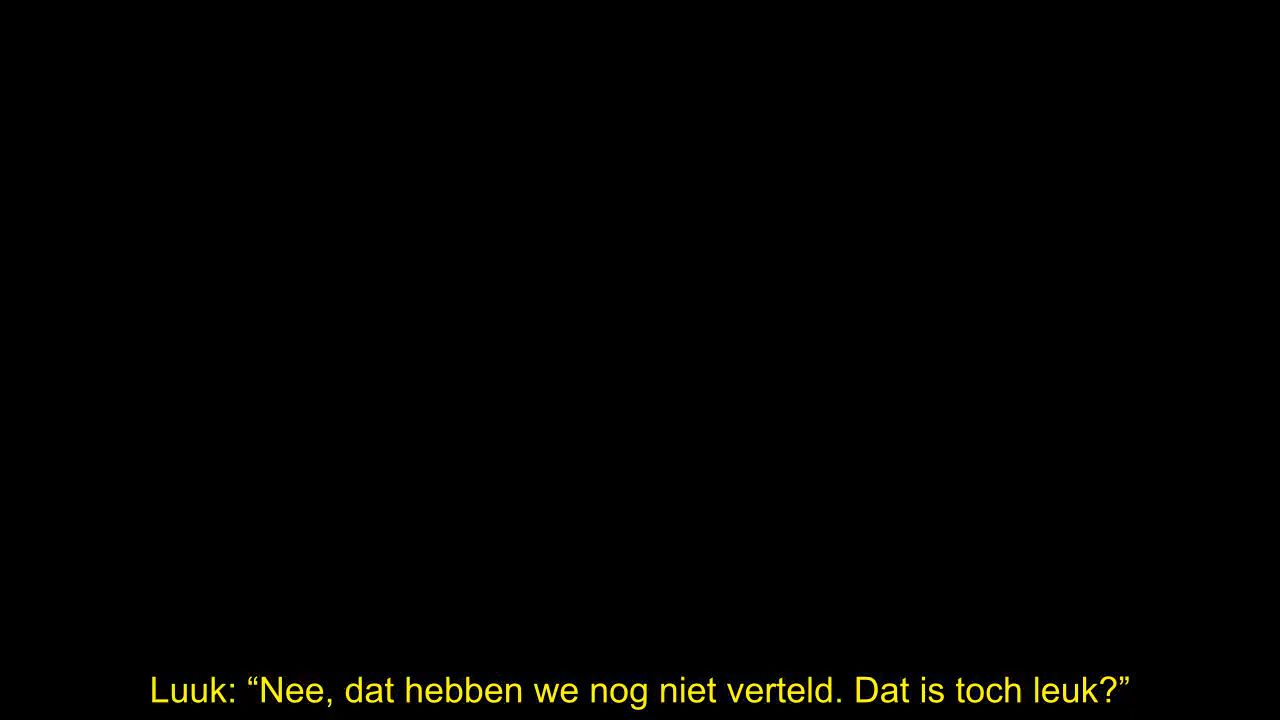 Luuk: “Nee, dat hebben we nog niet verteld. Dat is toch leuk?”